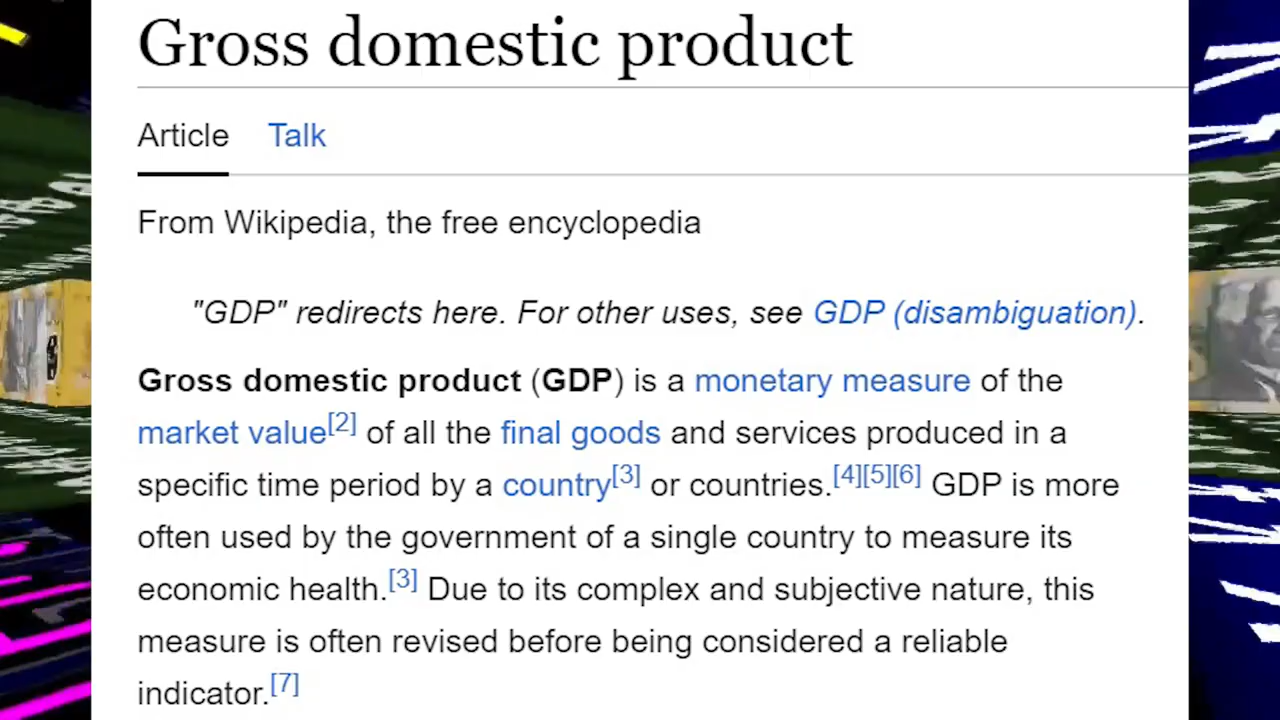 Gross domestic product
Article Talk
From Wikipedia, the free encyclopedia
"GDP" redirects here. For other uses, see GDP (disambiguation).
Gross domestic product (GDP) is a monetary measure of the
market value[2] of all the final goods and services produced in a
specific time period by a country[3] or countries.[4][5][6] GDP is more
often used by the government of a single country to measure its
economic health.[3] Due to its complex and subjective nature, this
measure is often revised before being considered a reliable
indicator.[7]